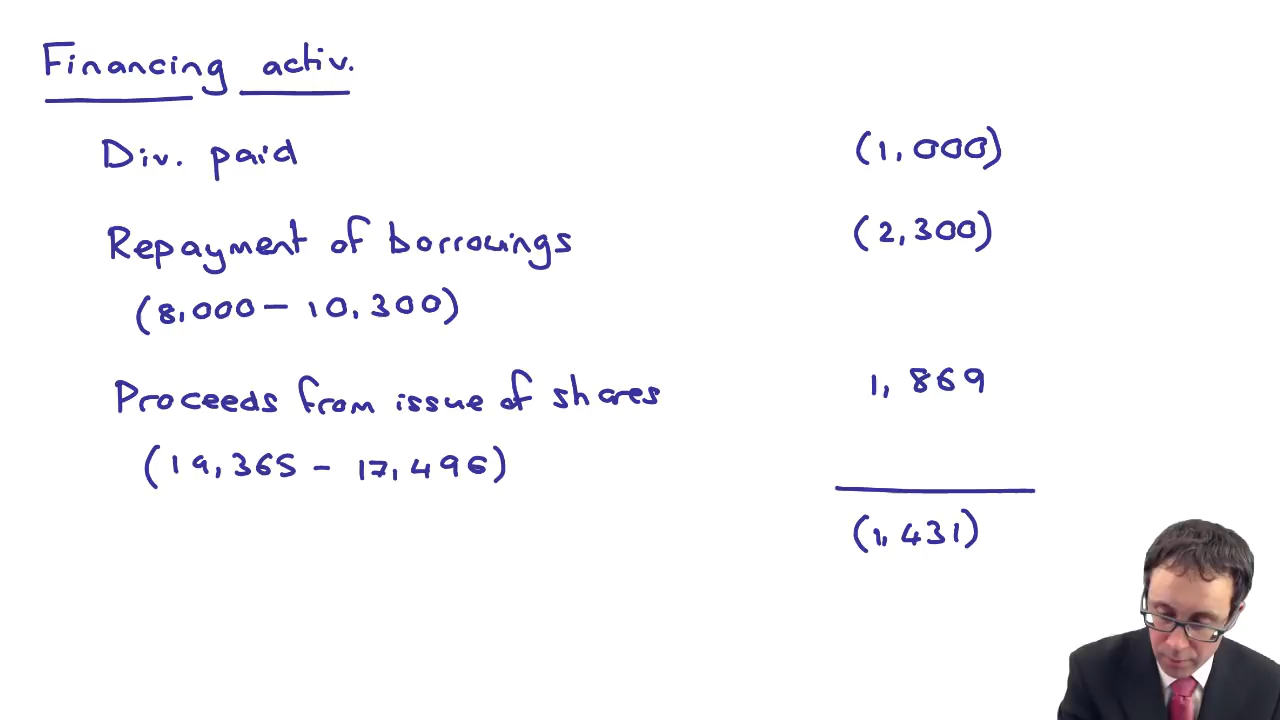 Financing activ.
Div. paid (1,000)
Repayment of borrowings (2,300)
(8,000 - 10,300)
Proceeds from issue of shares 1,869
(19,365 - 17,496)
(1,431)